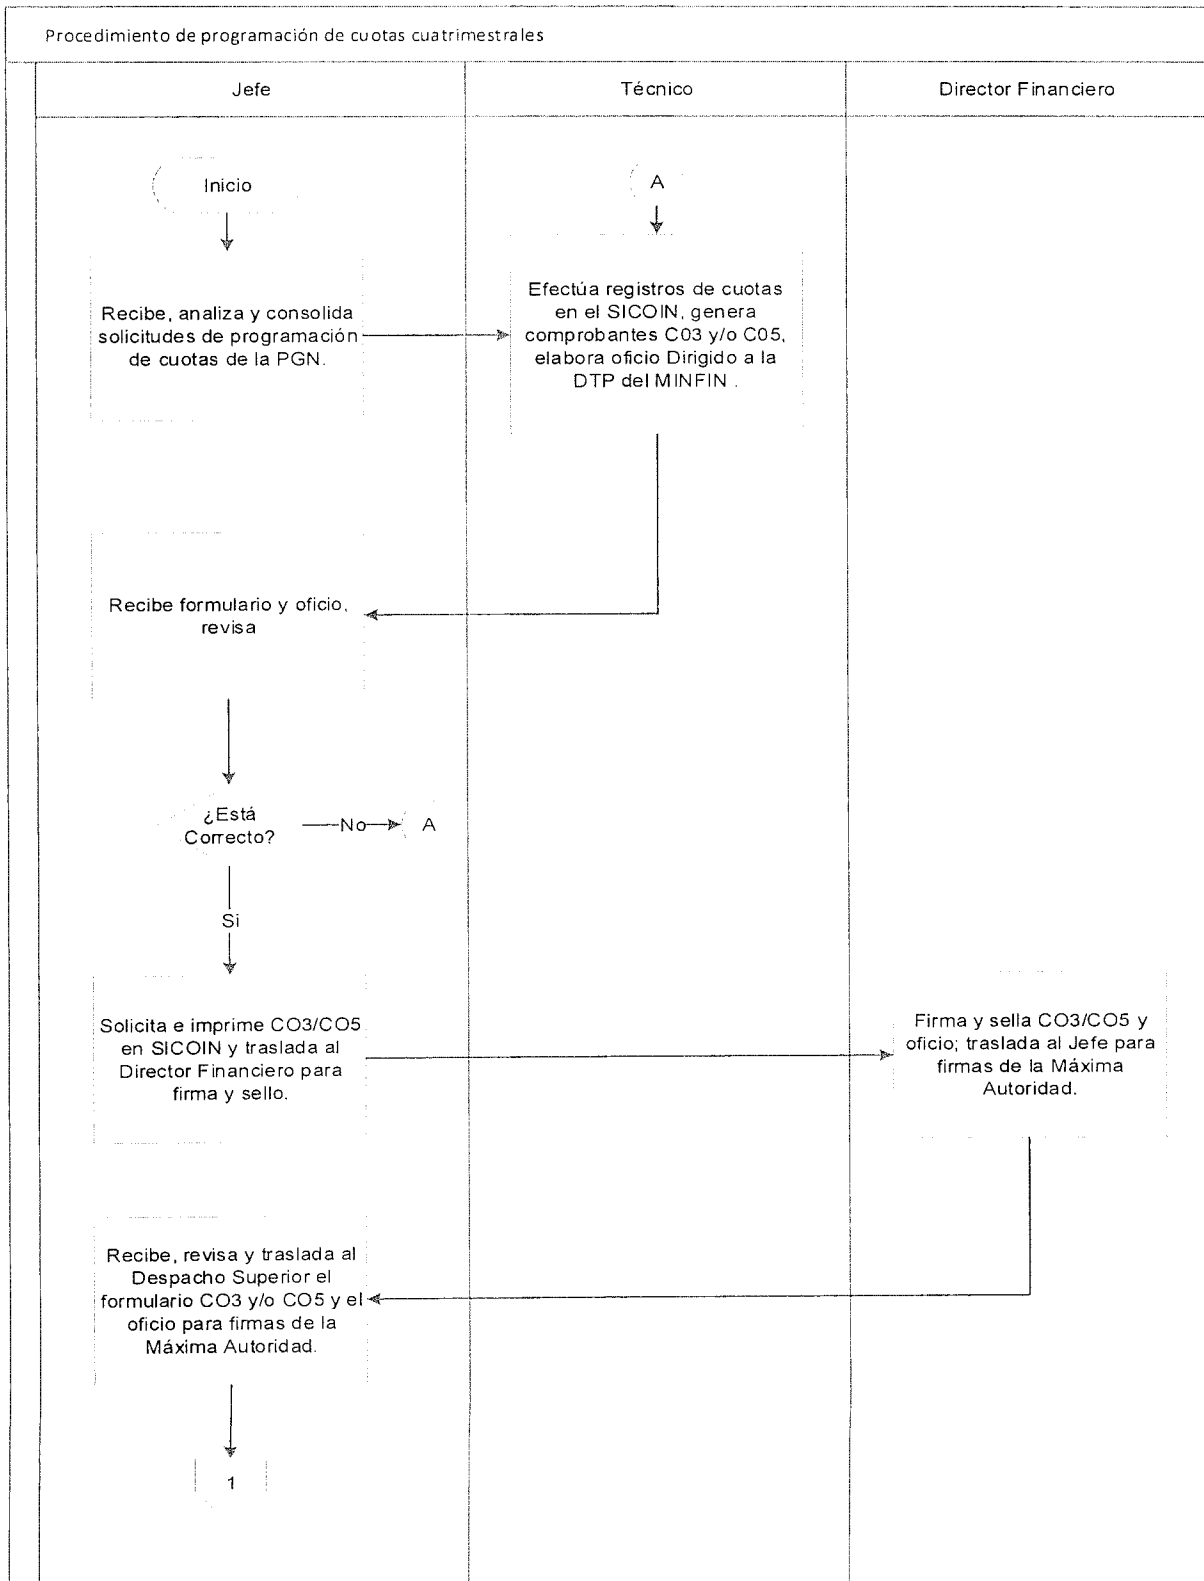 Procedimiento de programación de cuotas cuatrimestrales
Jefe
Técnico
Director Financiero
Inicio
A
Recibe, analiza y consolida
solicitudes de programación
de cuotas de la PGN.
Efectúa registros de cuotas
en el SICOIN, genera
comprobantes C03 y/o C05,
elabora oficio Dirigido a la
DTP del MINFIN .
Recibe formulario y oficio,
revisa
¿Está
Correcto?
No
A
Si
Solicita e imprime CO3/CO5
en SICOIN y traslada al
Director Financiero para
firma y sello.
Firma y sella CO3/CO5 y
oficio; traslada al Jefe para
firmas de la Máxima
Autoridad.
Recibe, revisa y traslada al
Despacho Superior el
formulario CO3 y/o CO5 y el
oficio para firmas de la
Máxima Autoridad.
1